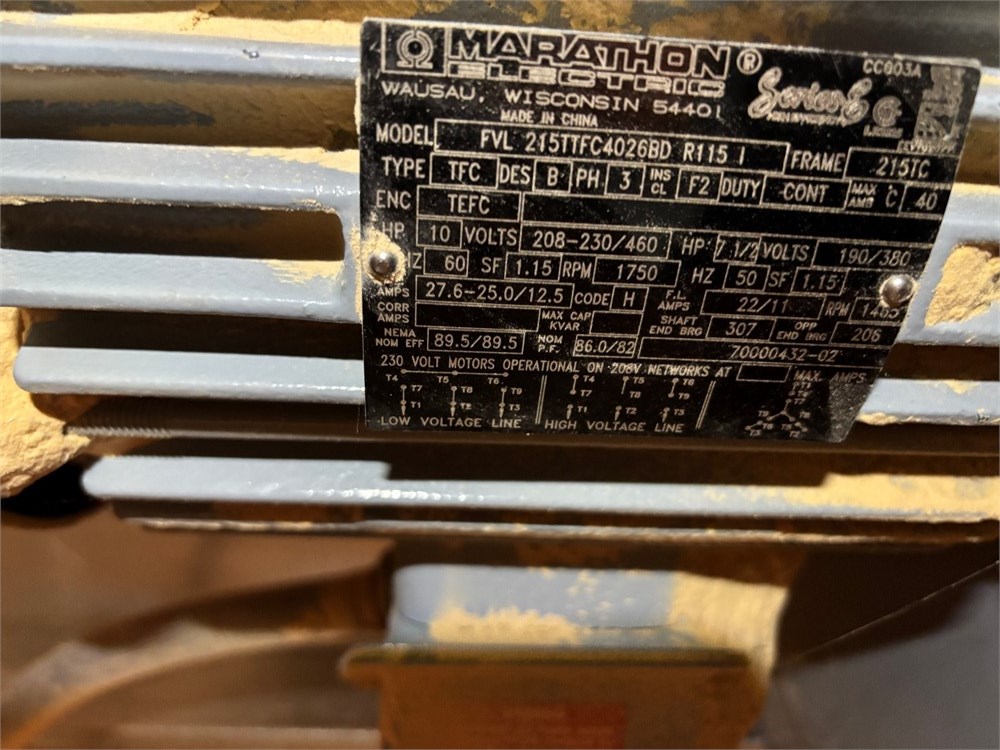 MARATHON ®
ELECTRIC
CC003A
WAUSAU, WISCONSIN 54401
Series E
MADE IN CHINA
MODEL FVL 215TTFC4026BD R115 I FRAME 215TC
TYPE TFC DES B PH 3 INS CL F2 DUTY CONT MAX AMB °C 40
ENC TEFC
HP 10 VOLTS 208-230/460 HP 7 1/2 VOLTS 190/380
HZ 60 SF 1.15 RPM 1750 HZ 50 SF 1.15
AMPS 27.6-25.0/12.5 CODE H F.L. AMPS 22/11 RPM
CORR AMPS MAX CAP KVAR SHAFT END BRG 307 OPP END BRG 206
NEMA NOM EFF 89.5/89.5 NOM P.F. 86.0/82 70000432-02
230 VOLT MOTORS OPERATIONAL ON 208V NETWORKS AT MAX. AMPS
T4 T5 T6 T4 T5 T6 T1
T7 T8 T9 T7 T8 T9 T7
T1 T2 T3 T1 T2 T3
LOW VOLTAGE LINE HIGH VOLTAGE LINE